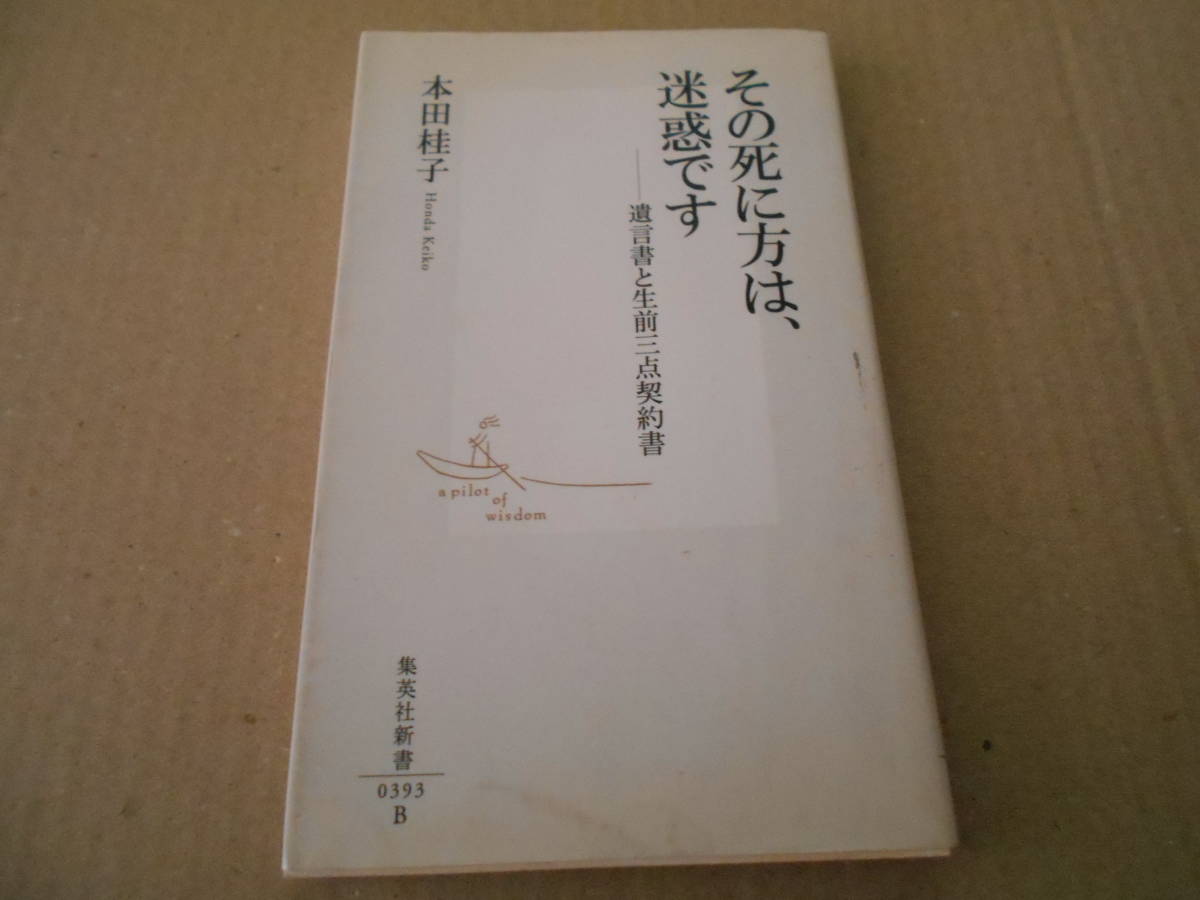 その死に方は、
迷惑です
——遺言書と生前三点契約書
本田桂子
Honda Keiko
a pilot
of
wisdom
集英社新書
0393
B